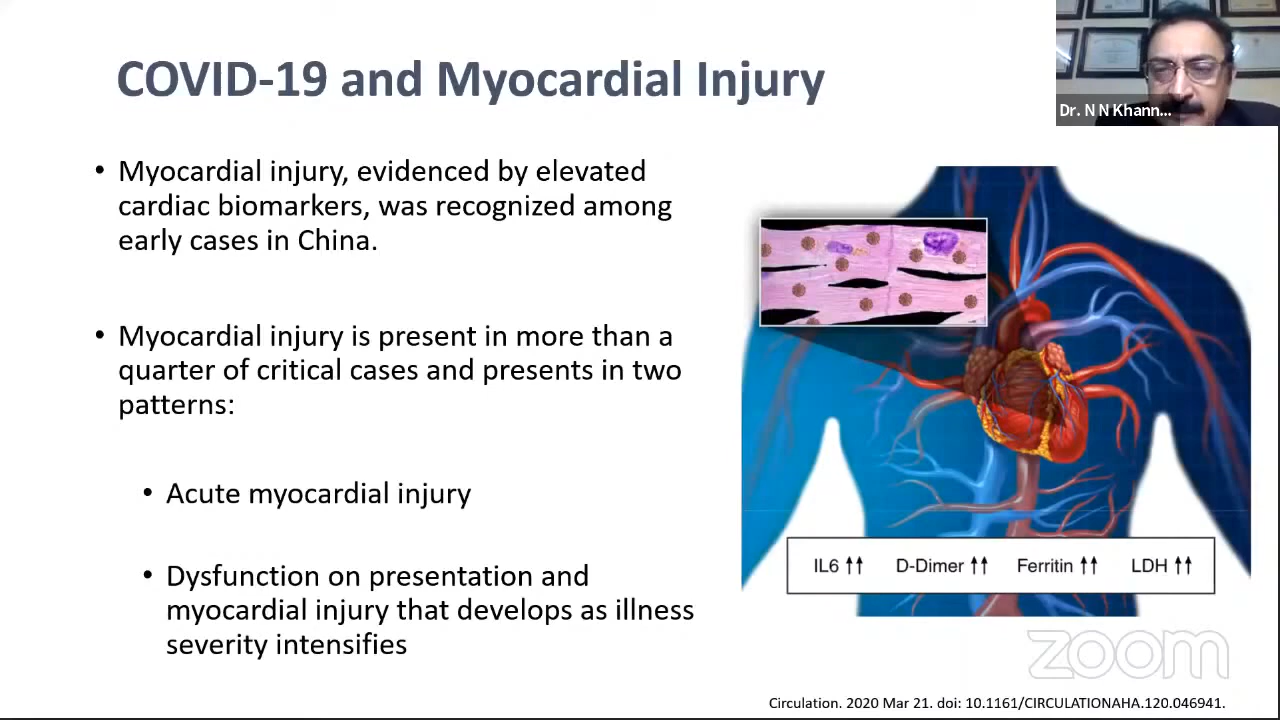 COVID-19 and Myocardial Injury
Dr. N N Khann...
• Myocardial injury, evidenced by elevated
cardiac biomarkers, was recognized among
early cases in China.
• Myocardial injury is present in more than a
quarter of critical cases and presents in two
patterns:
• Acute myocardial injury
• Dysfunction on presentation and
myocardial injury that develops as illness
severity intensifies
IL6 ↑↑ D-Dimer ↑↑ Ferritin ↑↑ LDH ↑↑
zoom
Circulation. 2020 Mar 21. doi: 10.1161/CIRCULATIONAHA.120.046941.